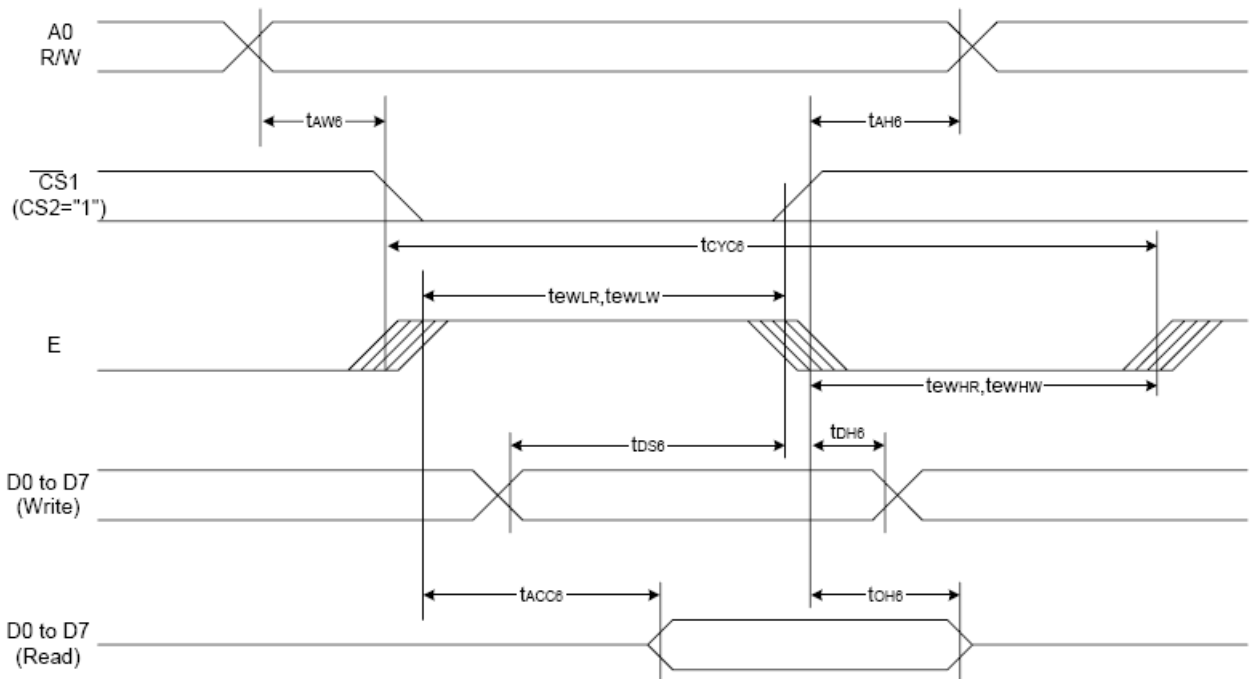 A0
R/W
tAW6
tAH6
CS1
(CS2="1")
tCYC6
tEWLR,tEWLW
E
tEWHR,tEWHW
tDS6
tDH6
D0 to D7
(Write)
tACC6
tOH6
D0 to D7
(Read)